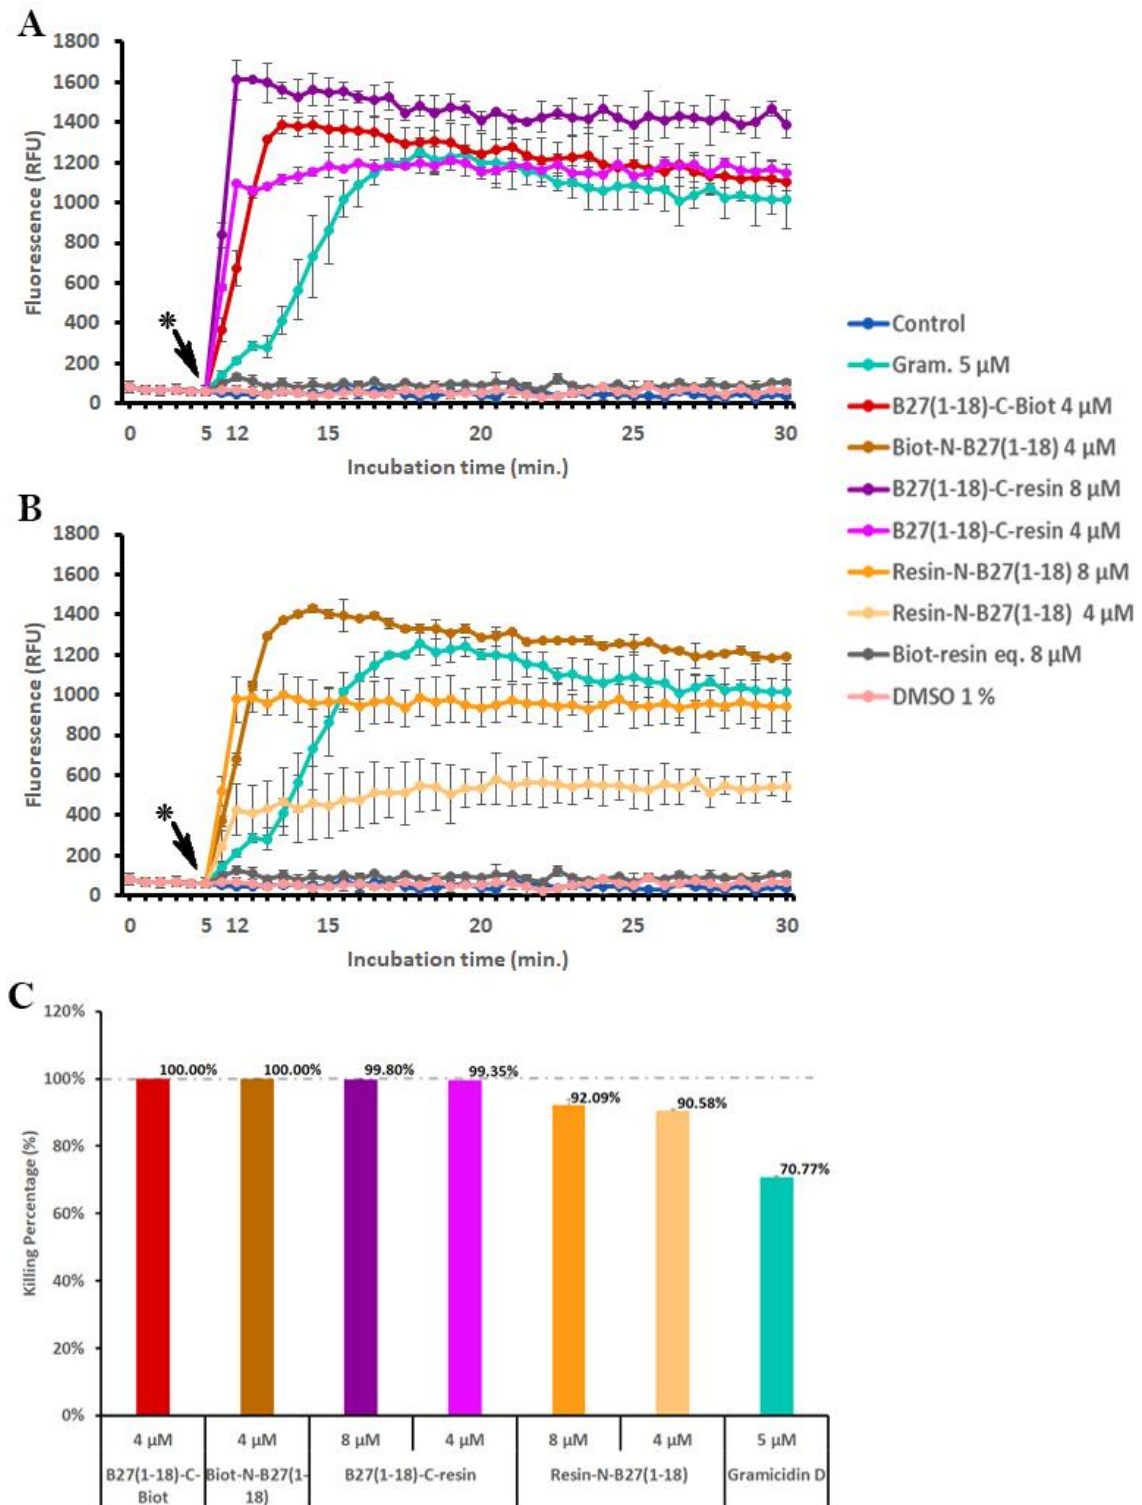 A
1800
1600
1400
1200
1000
800
600
400
200
0
Fluorescence (RFU)
*
0 5 12 15 20 25 30
Incubation time (min.)
Control
Gram. 5 µM
B27(1-18)-C-Biot 4 µM
Biot-N-B27(1-18) 4 µM
B27(1-18)-C-resin 8 µM
B27(1-18)-C-resin 4 µM
Resin-N-B27(1-18) 8 µM
Resin-N-B27(1-18) 4 µM
Biot-resin eq. 8 µM
DMSO 1 %
B
1800
1600
1400
1200
1000
800
600
400
200
0
Fluorescence (RFU)
*
0 5 12 15 20 25 30
Incubation time (min.)
C
120%
100%
80%
60%
40%
20%
0%
Killing Percentage (%)
100.00% 100.00% 99.80% 99.35% 92.09% 90.58% 70.77%
4 µM 4 µM 8 µM 4 µM 8 µM 4 µM 5 µM
B27(1-18)-C- Biot-N-B27(1- B27(1-18)-C-resin Resin-N-B27(1-18) Gramicidin D
Biot 18)